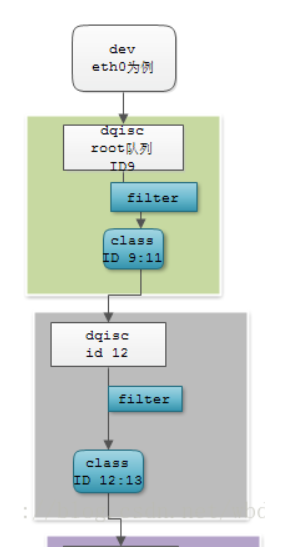 dev
eth0为例
dqisc
root队列
ID9
filter
class
ID 9:11
dqisc
id 12
filter
class
ID 12:13